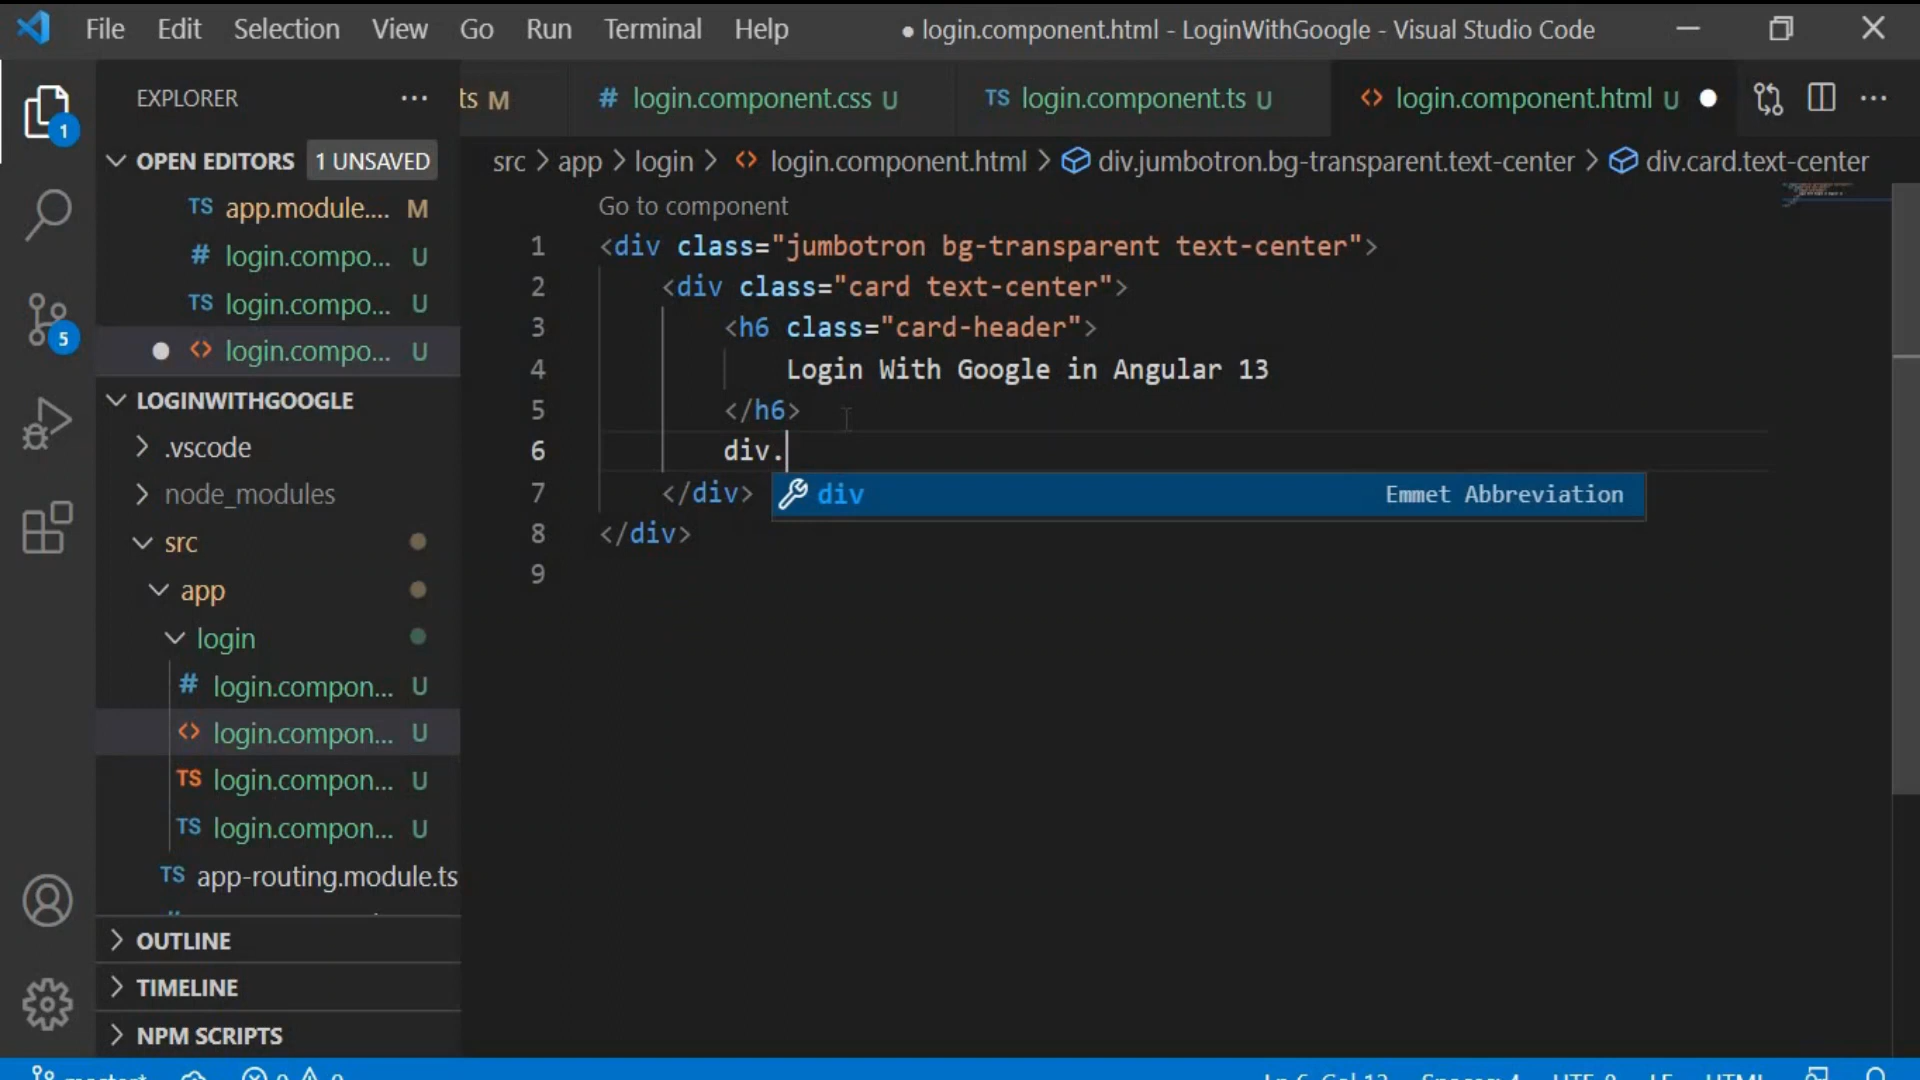 File Edit Selection View Go Run Terminal Help
● login.component.html - LoginWithGoogle - Visual Studio Code
EXPLORER
ts M
# login.component.css U
TS login.component.ts U
<> login.component.html U
1
OPEN EDITORS 1 UNSAVED
src > app > login > <> login.component.html > div.jumbotron.bg-transparent.text-center > div.card.text-center
TS app.module.... M
# login.compo... U
TS login.compo... U
<> login.compo... U
5
LOGINWITHGOOGLE
.vscode
node_modules
src
app
login
# login.compon... U
<> login.compon... U
TS login.compon... U
TS login.compon... U
TS app-routing.module.ts
OUTLINE
TIMELINE
NPM SCRIPTS
Go to component
1 <div class="jumbotron bg-transparent text-center">
2 <div class="card text-center">
3 <h6 class="card-header">
4 Login With Google in Angular 13
5 </h6>
6 div.
7 </div>
div Emmet Abbreviation
8 </div>
9